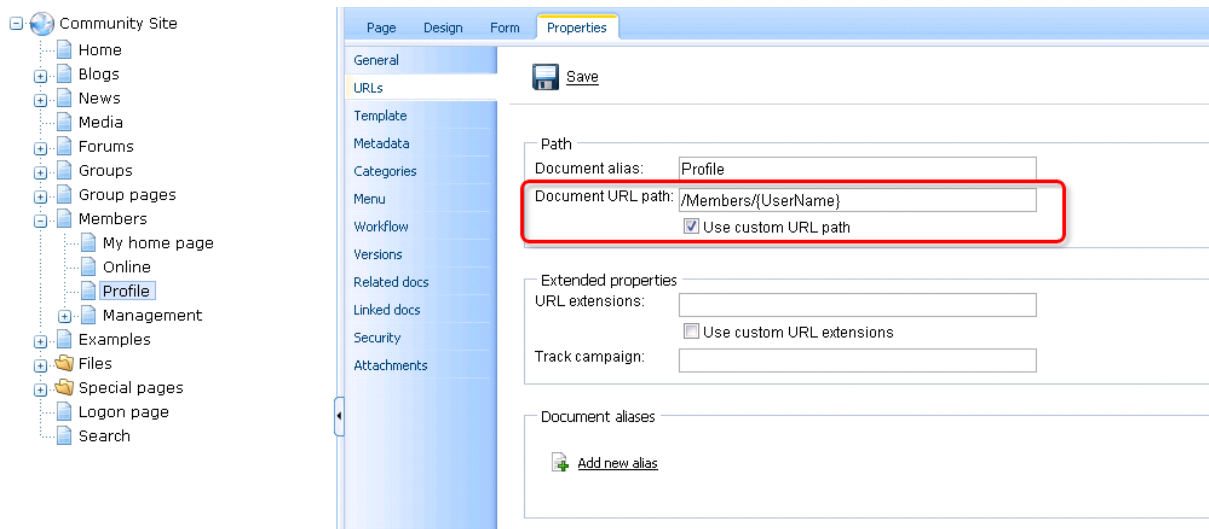 Community Site
Home
Blogs
News
Media
Forums
Groups
Group pages
Members
My home page
Online
Profile
Management
Examples
Files
Special pages
Logon page
Search
Page Design Form Properties
General
URLs
Template
Metadata
Categories
Menu
Workflow
Versions
Related docs
Linked docs
Security
Attachments
Save
Path
Document alias: Profile
Document URL path: /Members/{UserName}
Use custom URL path
Extended properties
URL extensions:
Use custom URL extensions
Track campaign:
Document aliases
Add new alias